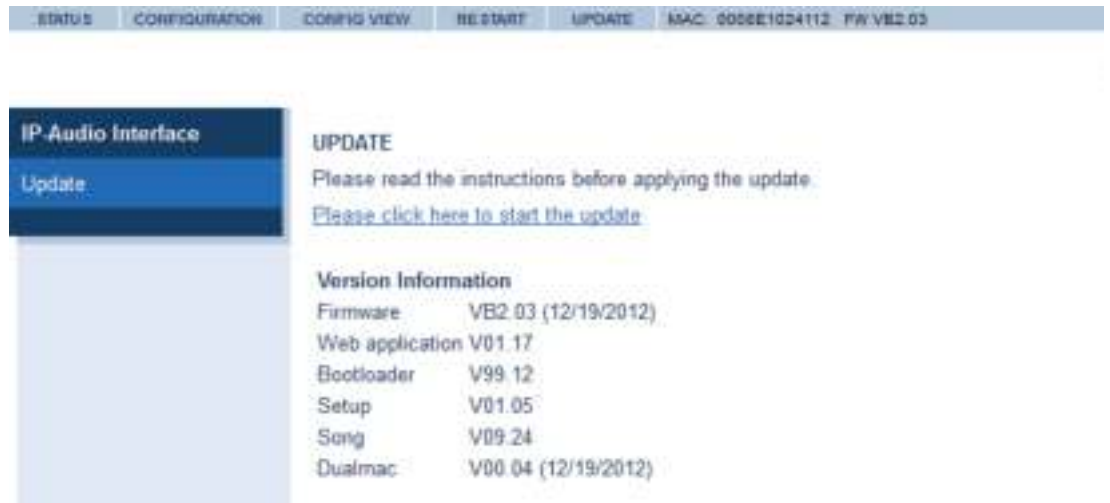 STATUS CONFIGURATION CONFIG VIEW RESTART UPDATE MAC: 0008E1024112 FW VB2.03
IP-Audio Interface
Update
UPDATE
Please read the instructions before applying the update.
Please click here to start the update
Version Information
Firmware VB2.03 (12/19/2012)
Web application V01.17
Bootloader V99.12
Setup V01.05
Song V09.24
Dualmac V00.04 (12/19/2012)